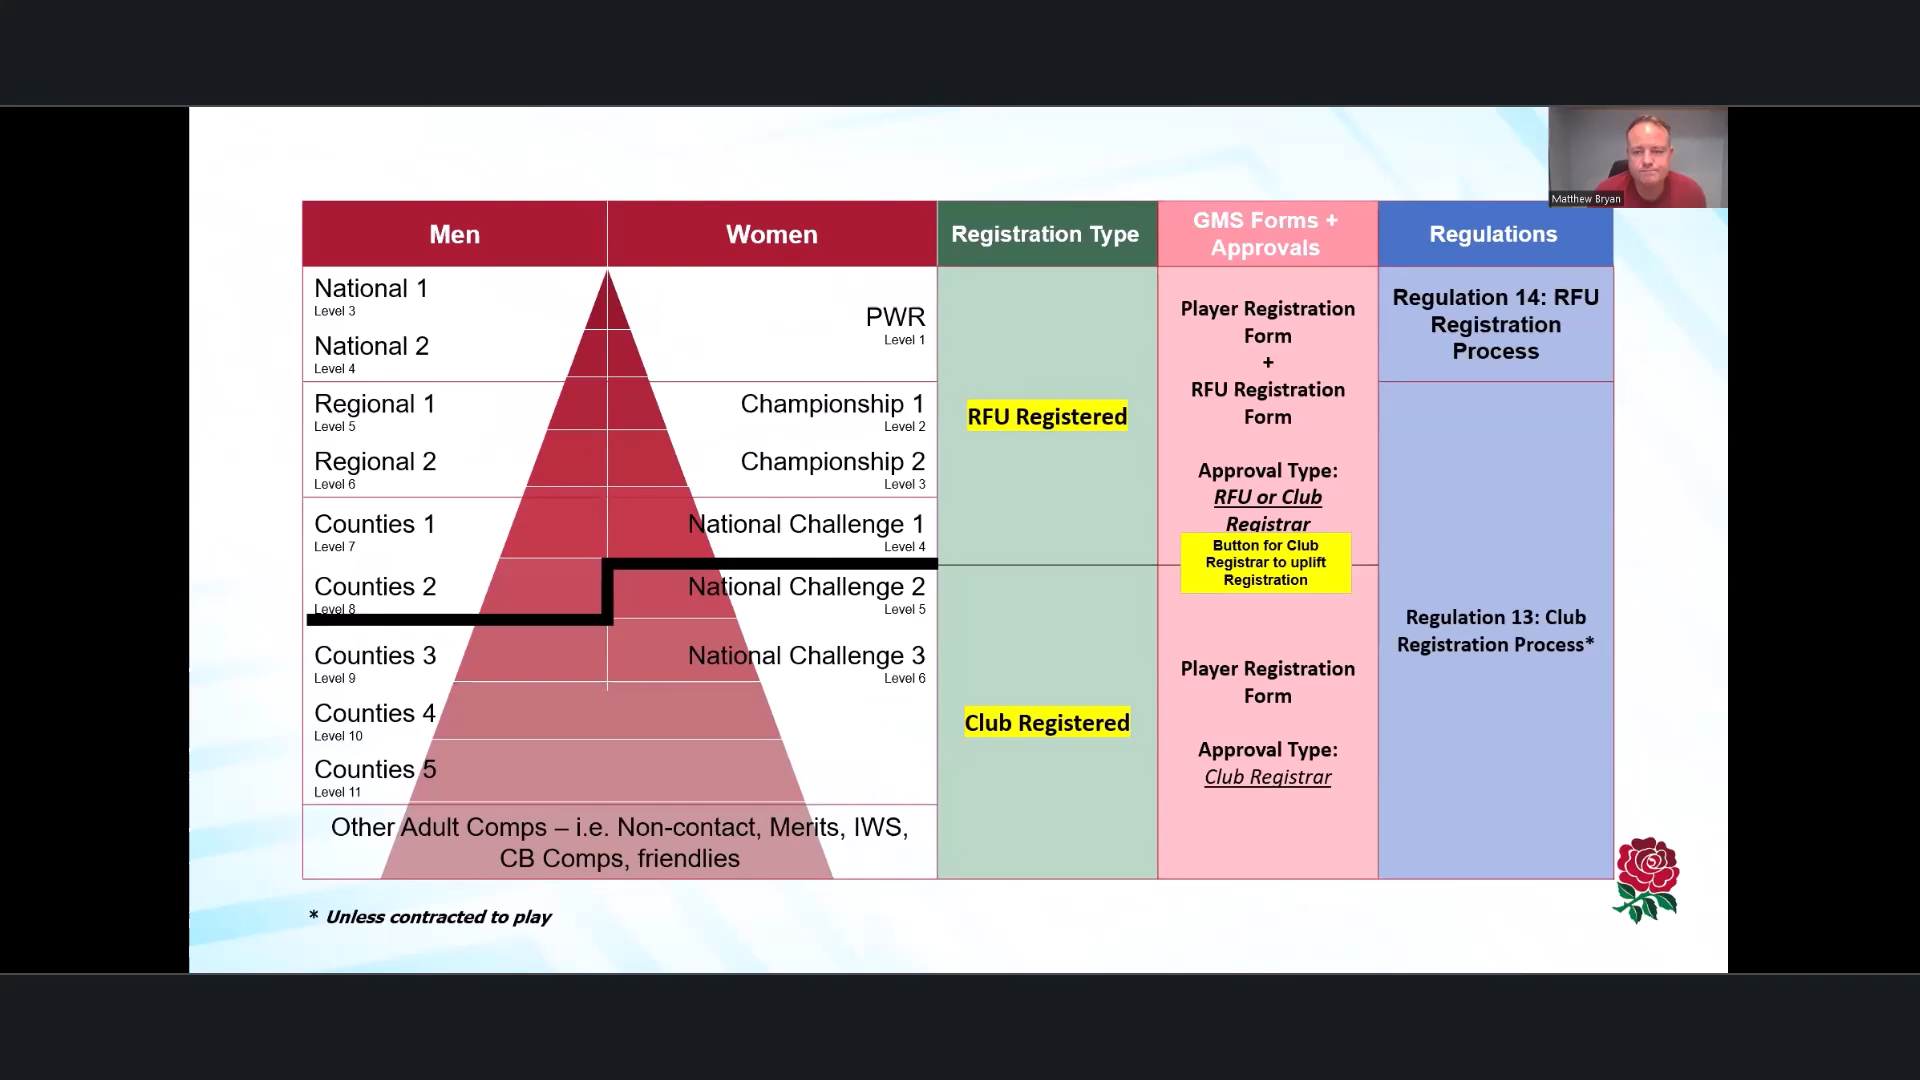 Matthew Bryan
Men
Women
Registration Type
GMS Forms +
Approvals
Regulations
National 1
Level 3
National 2
Level 4
PWR
Level 1
Regional 1
Level 5
Regional 2
Level 6
Championship 1
Level 2
Championship 2
Level 3
Counties 1
Level 7
Counties 2
Level 8
National Challenge 1
Level 4
National Challenge 2
Level 5
Counties 3
Level 9
National Challenge 3
Level 6
Counties 4
Level 10
Counties 5
Level 11
Other Adult Comps – i.e. Non-contact, Merits, IWS,
CB Comps, friendlies
RFU Registered
Club Registered
Player Registration
Form
+
RFU Registration
Form
Approval Type:
RFU or Club
Registrar
Button for Club
Registrar to uplift
Registration
Player Registration
Form
Approval Type:
Club Registrar
Regulation 14: RFU
Registration
Process
Regulation 13: Club
Registration Process*
* Unless contracted to play